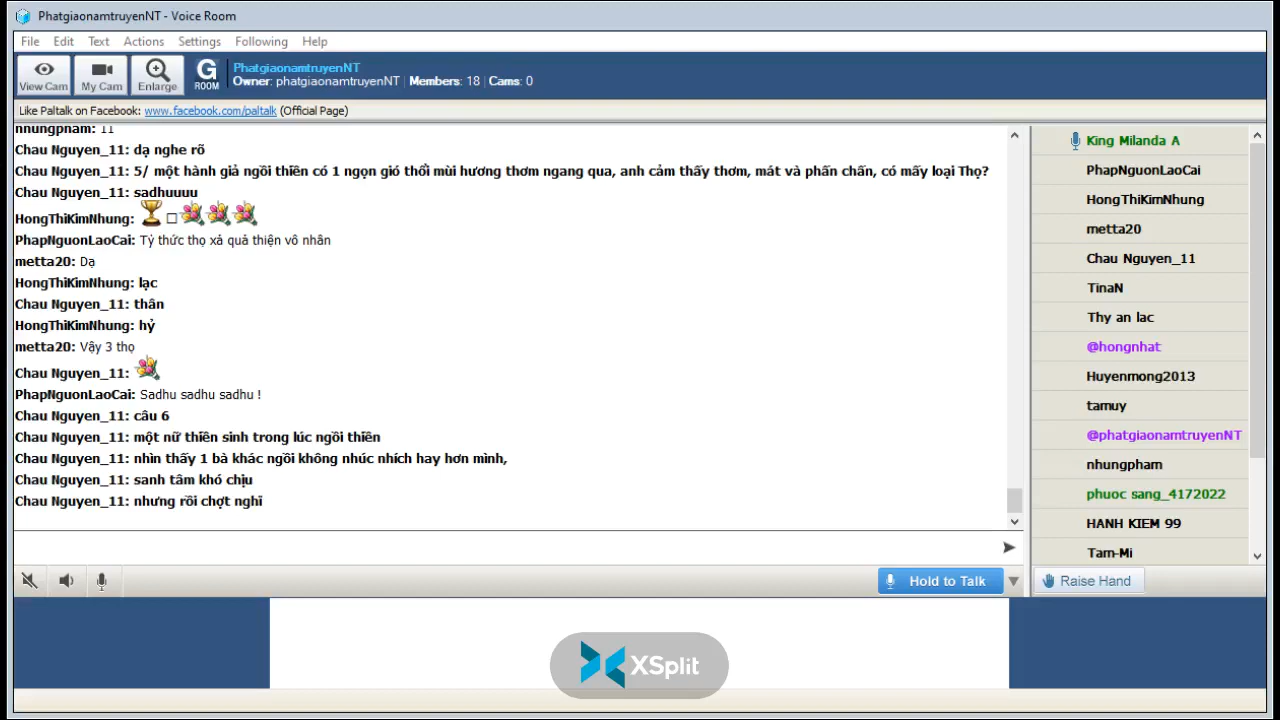 PhatgiaonamtruyenNT - Voice Room
File Edit Text Actions Settings Following Help
View Cam My Cam Enlarge G ROOM
PhatgiaonamtruyenNT
Owner: phatgiaonamtruyenNT | Members: 18 | Cams: 0
Like Paltalk on Facebook: www.facebook.com/paltalk (Official Page)
nhungpham: 11
Chau Nguyen_11: dạ nghe rõ
Chau Nguyen_11: 5/ một hành giả ngồi thiền có 1 ngọn gió thổi mùi hương thơm ngang qua, anh cảm thấy thơm, mát và phấn chấn, có mấy loại Thọ?
Chau Nguyen_11: sadhuuuu
HongThiKimNhung:
PhapNguonLaoCai: Tỷ thức thọ xả quả thiện vô nhân
metta20: Dạ
HongThiKimNhung: lạc
Chau Nguyen_11: thân
HongThiKimNhung: hỷ
metta20: Vậy 3 thọ
Chau Nguyen_11:
PhapNguonLaoCai: Sadhu sadhu sadhu !
Chau Nguyen_11: câu 6
Chau Nguyen_11: một nữ thiền sinh trong lúc ngồi thiền
Chau Nguyen_11: nhìn thấy 1 bà khác ngồi không nhúc nhích hay hơn mình,
Chau Nguyen_11: sanh tâm khó chịu
Chau Nguyen_11: nhưng rồi chợt nghĩ
King Milanda A
PhapNguonLaoCai
HongThiKimNhung
metta20
Chau Nguyen_11
TinaN
Thy an lac
@hongnhat
Huyenmong2013
tamuy
@phatgiaonamtruyenNT
nhungpham
phuoc sang_4172022
HANH KIEM 99
Tam-Mi
Hold to Talk
Raise Hand
XSplit